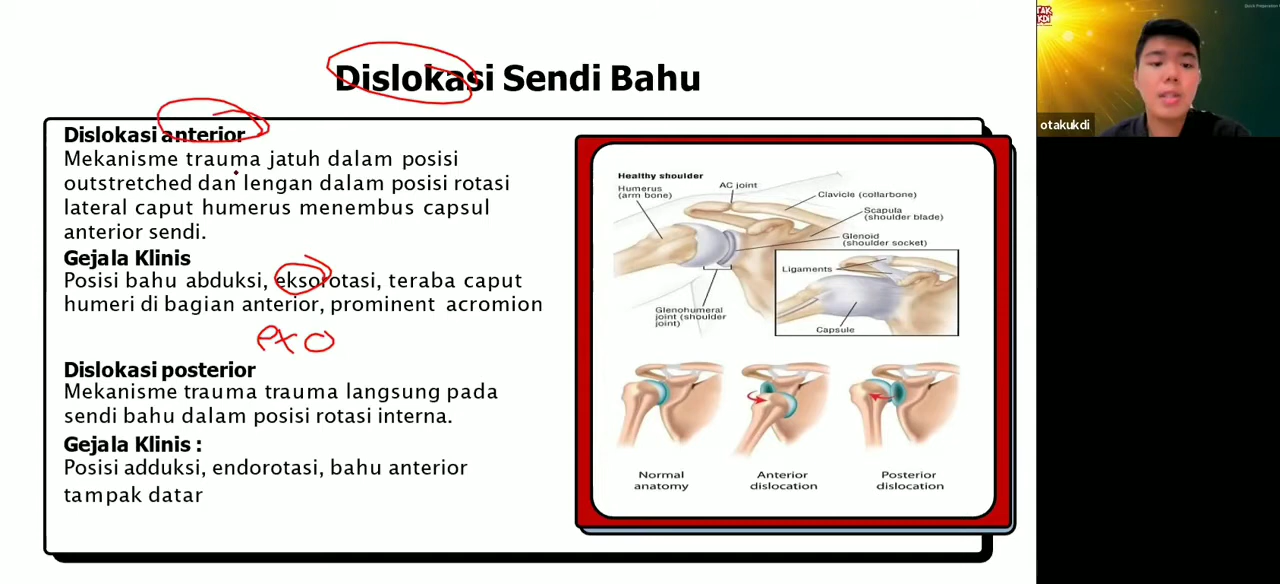 Dislokasi Sendi Bahu
Dislokasi anterior
Mekanisme trauma jatuh dalam posisi
outstretched dan lengan dalam posisi rotasi
lateral caput humerus menembus capsul
anterior sendi.
Gejala Klinis
Posisi bahu abduksi, eksorotasi, teraba caput
humeri di bagian anterior, prominent acromion
exo
Dislokasi posterior
Mekanisme trauma trauma langsung pada
sendi bahu dalam posisi rotasi interna.
Gejala Klinis :
Posisi adduksi, endorotasi, bahu anterior
tampak datar
Healthy shoulder
Humerus
(arm bone)
AC joint
Clavicle (collarbone)
Scapula
(shoulder blade)
Glenoid
(shoulder socket)
Ligaments
Glenohumeral
joint (shoulder
joint)
Capsule
Normal
anatomy
Anterior
dislocation
Posterior
dislocation
otakukdi